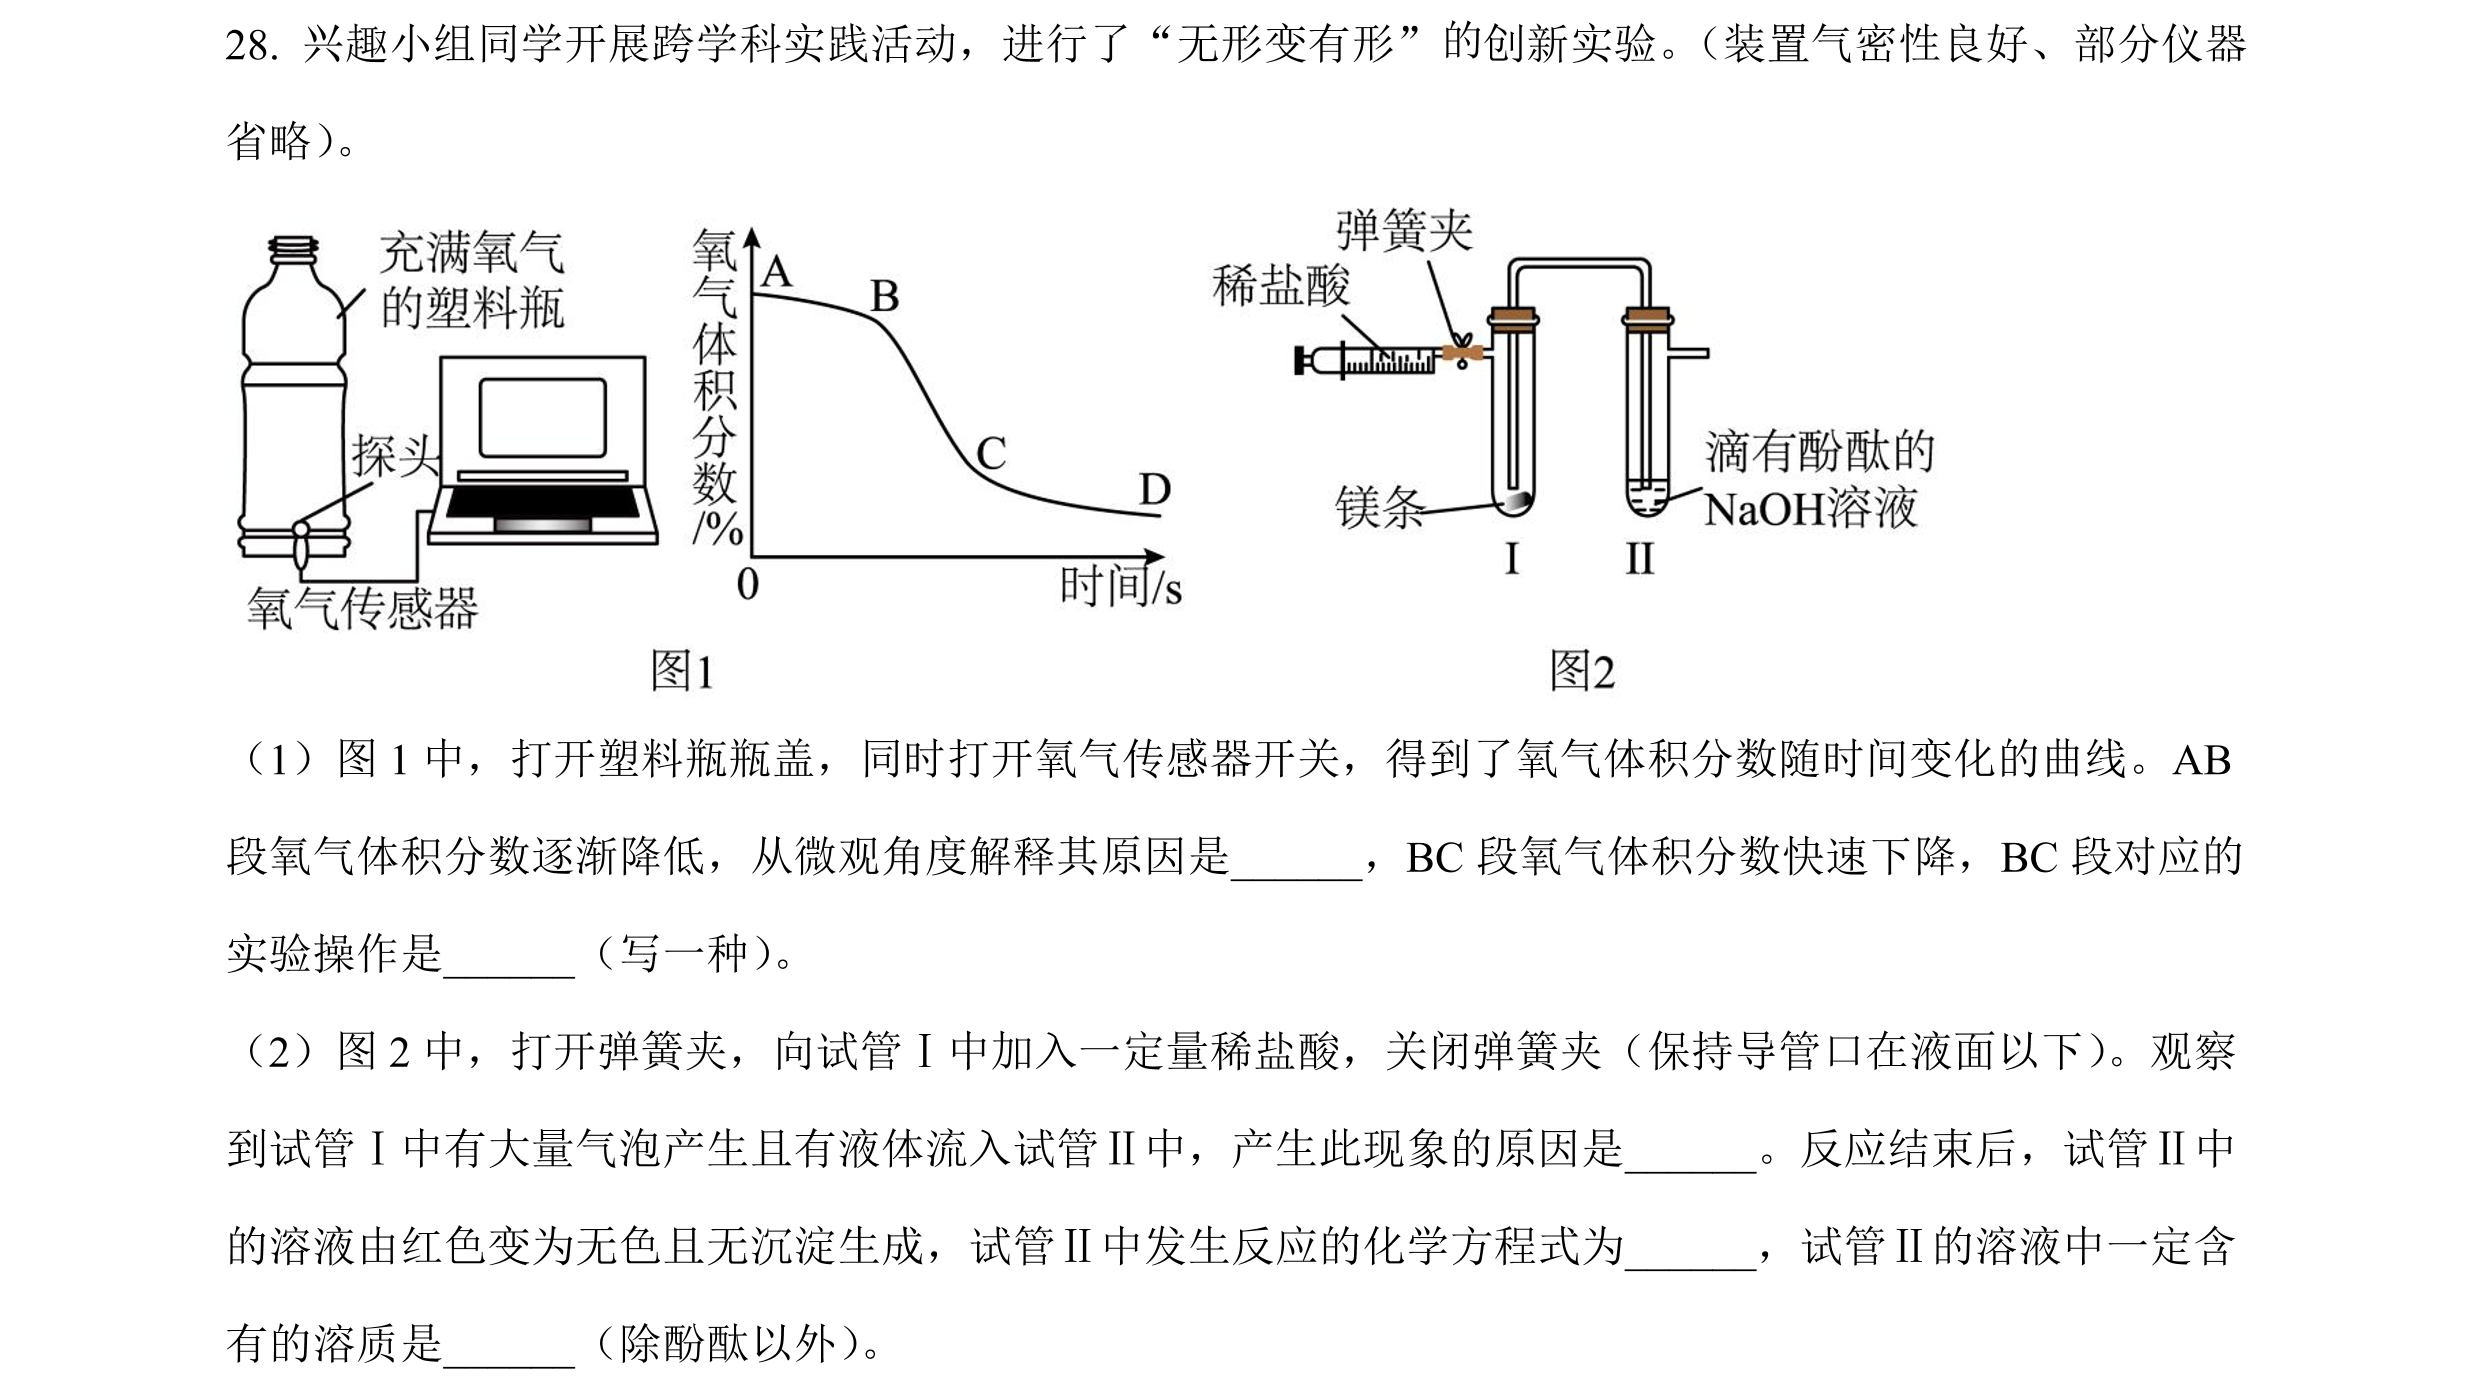 28. 兴趣小组同学开展跨学科实践活动，进行了“无形变有形”的创新实验。（装置气密性良好、部分仪器
省略）。
充满氧气
的塑料瓶
探头
氧气传感器
氧气体积分数/%
A
B
C
D
0
时间/s
图1
弹簧夹
稀盐酸
镁条
滴有酚酞的
NaOH溶液
I
II
图2
（1）图 1 中，打开塑料瓶瓶盖，同时打开氧气传感器开关，得到了氧气体积分数随时间变化的曲线。AB
段氧气体积分数逐渐降低，从微观角度解释其原因是______，BC 段氧气体积分数快速下降，BC 段对应的
实验操作是______（写一种）。
（2）图 2 中，打开弹簧夹，向试管Ⅰ中加入一定量稀盐酸，关闭弹簧夹（保持导管口在液面以下）。观察
到试管Ⅰ中有大量气泡产生且有液体流入试管Ⅱ中，产生此现象的原因是______。反应结束后，试管Ⅱ中
的溶液由红色变为无色且无沉淀生成，试管Ⅱ中发生反应的化学方程式为______，试管Ⅱ的溶液中一定含
有的溶质是______（除酚酞以外）。